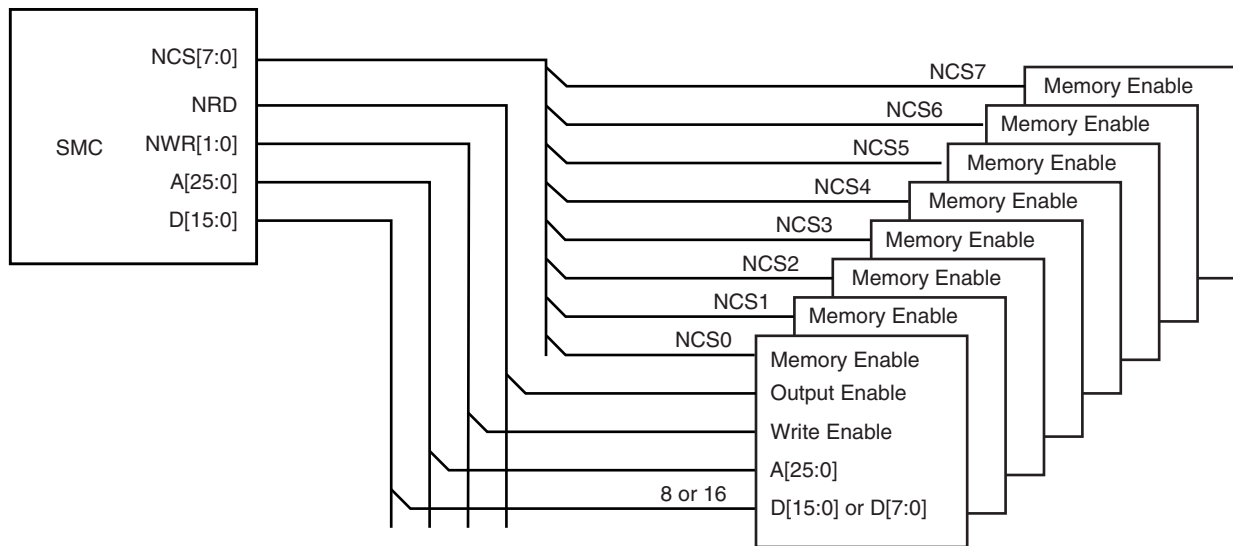 NCS[7:0]
NRD
SMC
NWR[1:0]
A[25:0]
D[15:0]
NCS7
Memory Enable
NCS6
Memory Enable
NCS5
Memory Enable
NCS4
Memory Enable
NCS3
Memory Enable
NCS2
Memory Enable
NCS1
Memory Enable
NCS0
Memory Enable
Output Enable
Write Enable
A[25:0]
8 or 16
D[15:0] or D[7:0]